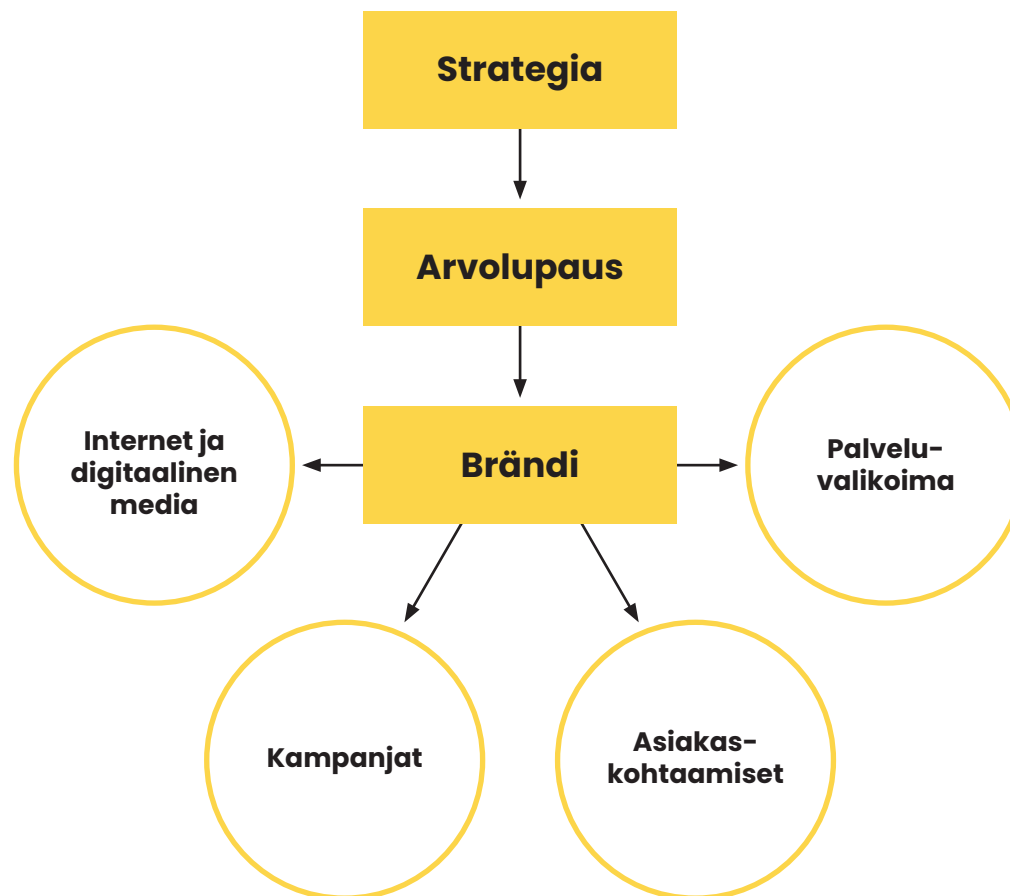 Strategia
Arvolupaus
Internet ja
digitaalinen
media
Brändi
Palvelu-
valikoima
Kampanjat
Asiakas-
kohtaamiset